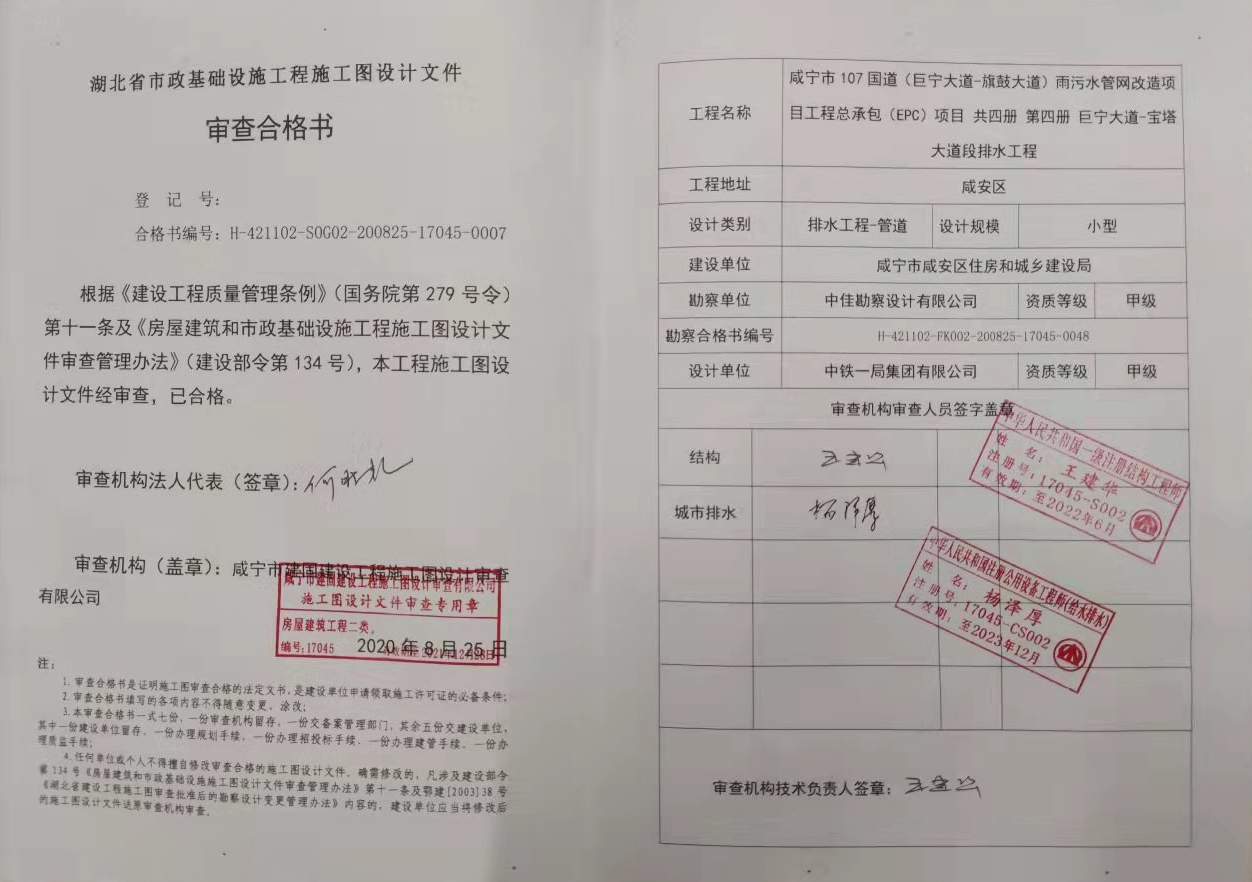 湖北省市政基础设施工程施工图设计文件
审查合格书
登 记 号：
合格书编号：H-421102-S0G02-200825-17045-0007
根据《建设工程质量管理条例》（国务院第 279 号令）
第十一条及《房屋建筑和市政基础设施工程施工图设计文
件审查管理办法》（建设部令第 134 号），本工程施工图设
计文件经审查，已合格。
审查机构法人代表（签章）：
审查机构（盖章）：咸宁市建固建设工程施工图设计审查
有限公司
咸宁市建固建设工程施工图设计审查有限公司
施工图设计文件审查专用章
房屋建筑工程二类。
编号：17045
2020 年 8 月 25 日
注：
1. 审查合格书是证明施工图审查合格的法定文书，是建设单位申请领取施工许可证的必备条件；
2. 审查合格书填写的各项内容不得随意变更、涂改；
3. 本审查合格书一式七份，一份审查机构留存，一份交备案管理部门，其余五份交建设单位，
其中一份建设单位留存、一份办理规划手续、一份办理招投标手续、一份办理建管手续、一份办
理质监手续；
4. 任何单位或个人不得擅自修改审查合格的施工图设计文件，确需修改的，凡涉及建设部令
第 134 号《房屋建筑和市政基础设施施工图设计文件审查管理办法》第十一条及鄂建[2003]38 号
《湖北省建设工程施工图审查批准后的勘察设计变更管理办法》内容的，建设单位应当将修改后
的施工图设计文件送原审查机构审查。
工程名称
咸宁市 107 国道（巨宁大道-旗鼓大道）雨污水管网改造项
目工程总承包（EPC）项目 共四册 第四册 巨宁大道-宝塔
大道段排水工程
工程地址 咸安区
设计类别 排水工程-管道 设计规模 小型
建设单位 咸宁市咸安区住房和城乡建设局
勘察单位 中佳勘察设计有限公司 资质等级 甲级
勘察合格书编号 H-421102-FK002-200825-17045-0048
设计单位 中铁一局集团有限公司 资质等级 甲级
审查机构审查人员签字盖章
结构
中华人民共和国一级注册结构工程师
姓 名：王建华
注册号：17045-S002
有效期：至2022年6月
城市排水 杨泽厚
中华人民共和国注册公用设备工程师(给水排水)
姓 名：杨泽厚
注册号：17045-CS002
有效期：至2023年12月
审查机构技术负责人签章：